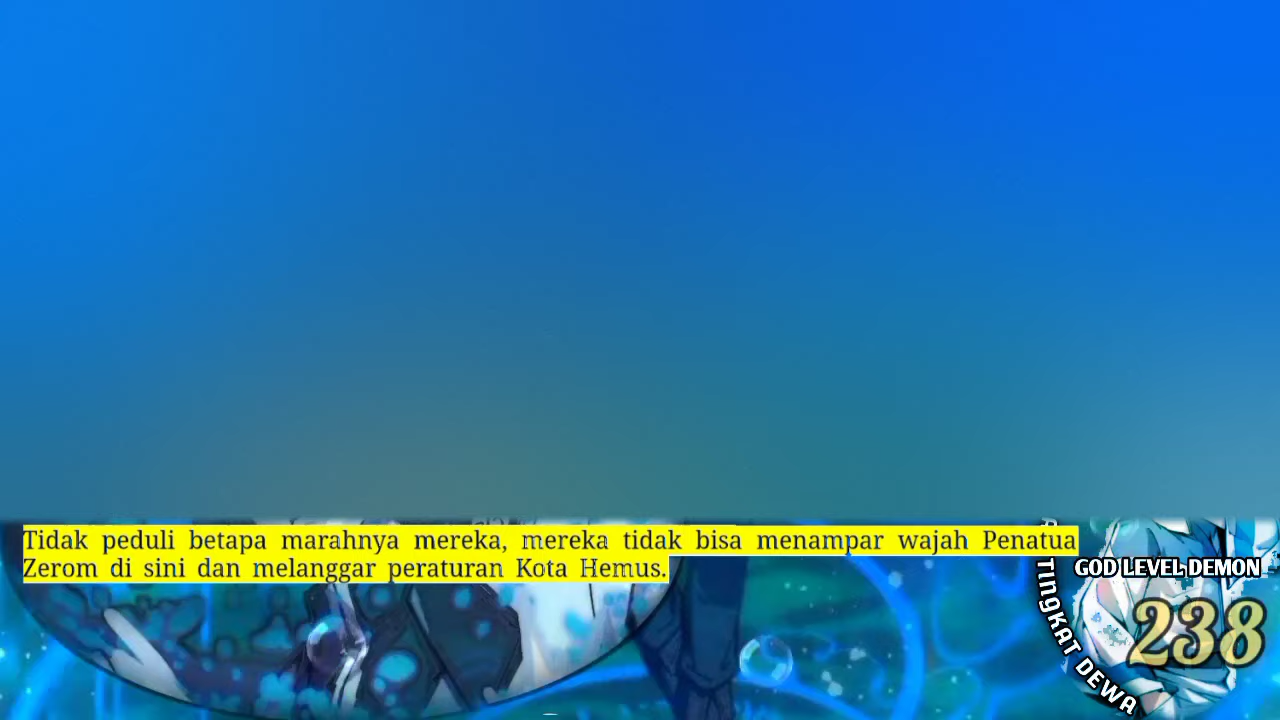 Tidak peduli betapa marahnya mereka, mereka tidak bisa menampar wajah Penatua
Zerom di sini dan melanggar peraturan Kota Hemus.
GOD LEVEL DEMON
238
TINGKAT DEWA